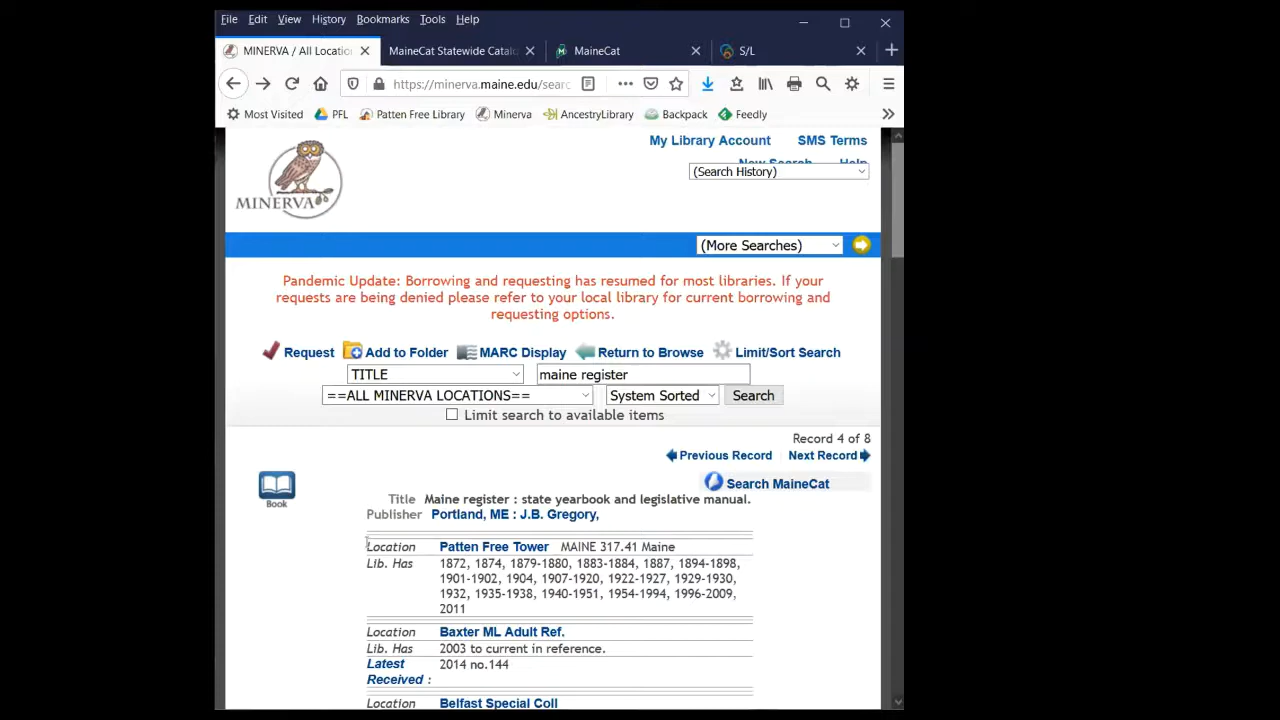 File Edit View History Bookmarks Tools Help
MINERVA / All Locatio MaineCat Statewide Catal MaineCat S/L
https://minerva.maine.edu/searc
Most Visited PFL Patten Free Library Minerva AncestryLibrary Backpack Feedly
MINERVA
My Library Account SMS Terms
New Search Help
(Search History)
(More Searches)
Pandemic Update: Borrowing and requesting has resumed for most libraries. If your
requests are being denied please refer to your local library for current borrowing and
requesting options.
Request Add to Folder MARC Display Return to Browse Limit/Sort Search
TITLE maine register
==ALL MINERVA LOCATIONS== System Sorted Search
Limit search to available items
Record 4 of 8
Previous Record Next Record
Search MaineCat
Book
Title Maine register : state yearbook and legislative manual.
Publisher Portland, ME : J.B. Gregory,
Location Patten Free Tower MAINE 317.41 Maine
Lib. Has 1872, 1874, 1879-1880, 1883-1884, 1887, 1894-1898,
1901-1902, 1904, 1907-1920, 1922-1927, 1929-1930,
1932, 1935-1938, 1940-1951, 1954-1994, 1996-2009,
2011
Location Baxter ML Adult Ref.
Lib. Has 2003 to current in reference.
Latest 2014 no.144
Received :
Location Belfast Special Coll